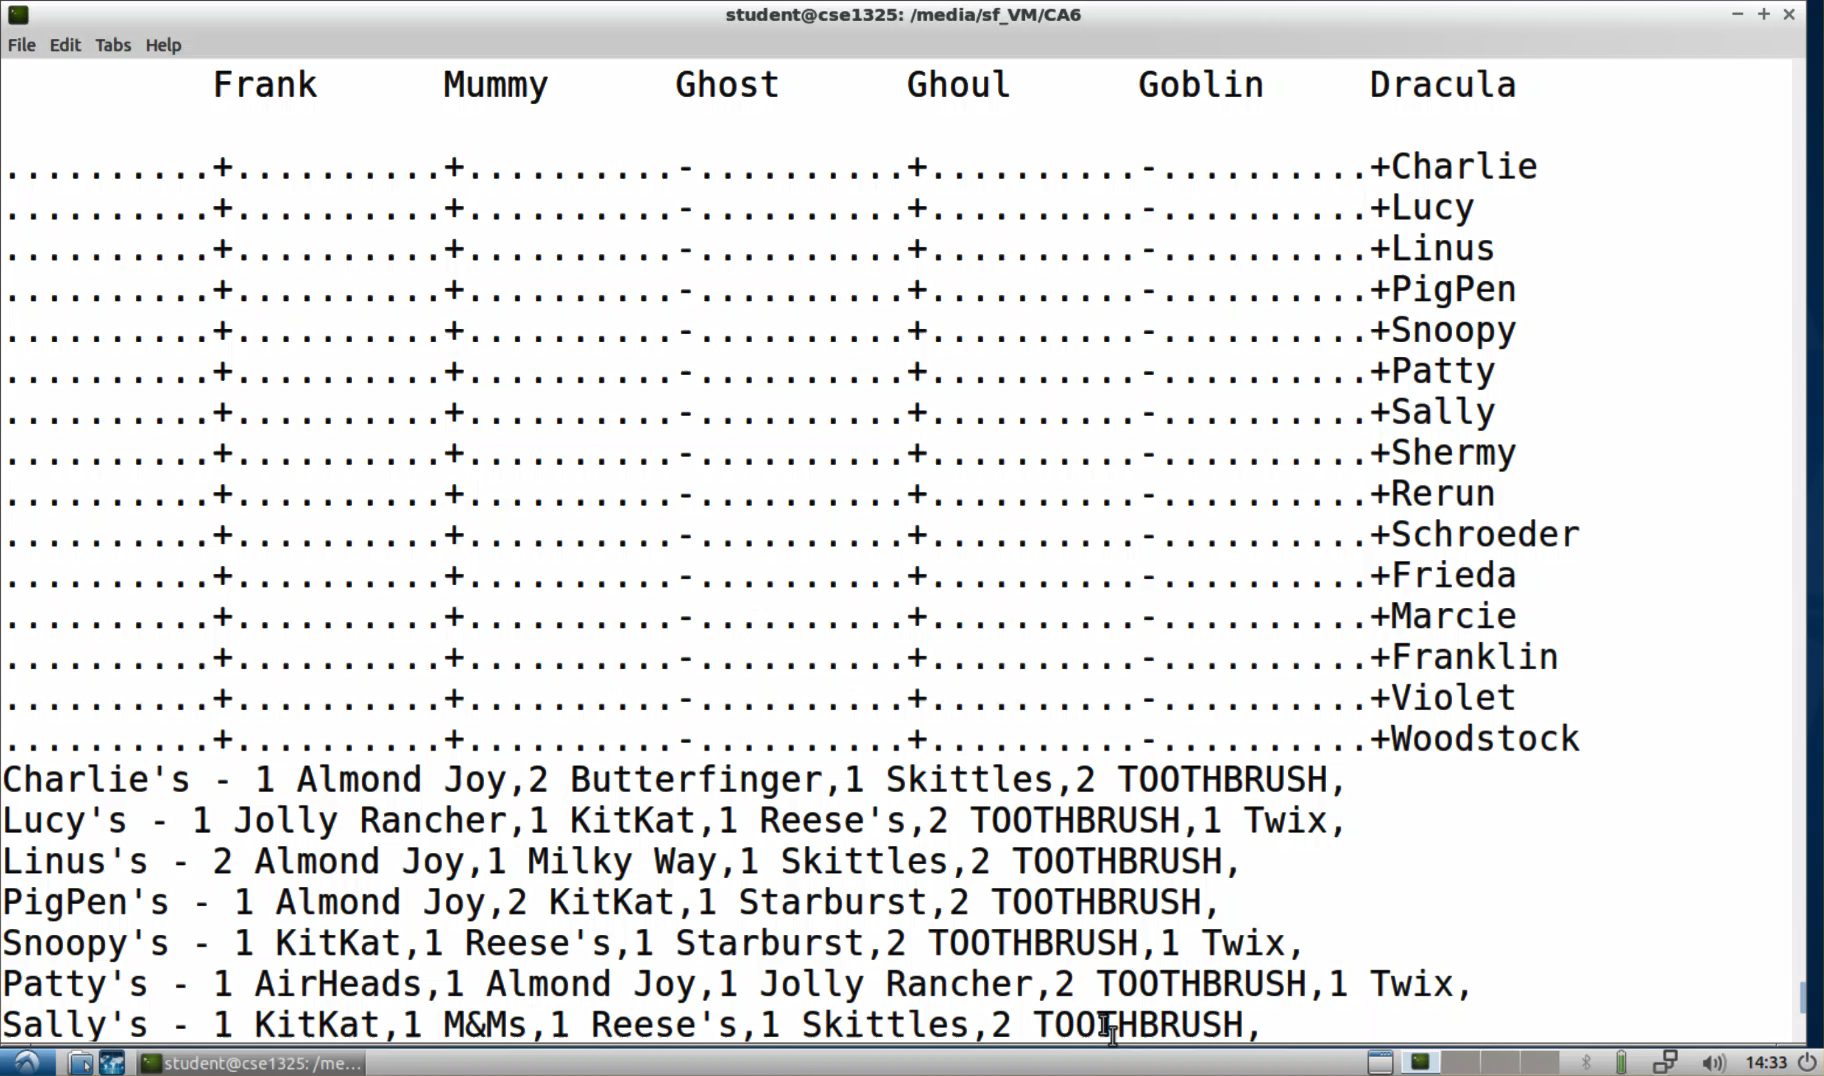 student@cse1325: /media/sf_VM/CA6
File Edit Tabs Help
Frank Mummy Ghost Ghoul Goblin Dracula
..........+..........+..........-..........+..........-..........+Charlie
..........+..........+..........-..........+..........-..........+Lucy
..........+..........+..........-..........+..........-..........+Linus
..........+..........+..........-..........+..........-..........+PigPen
..........+..........+..........-..........+..........-..........+Snoopy
..........+..........+..........-..........+..........-..........+Patty
..........+..........+..........-..........+..........-..........+Sally
..........+..........+..........-..........+..........-..........+Shermy
..........+..........+..........-..........+..........-..........+Rerun
..........+..........+..........-..........+..........-..........+Schroeder
..........+..........+..........-..........+..........-..........+Frieda
..........+..........+..........-..........+..........-..........+Marcie
..........+..........+..........-..........+..........-..........+Franklin
..........+..........+..........-..........+..........-..........+Violet
..........+..........+..........-..........+..........-..........+Woodstock
Charlie's - 1 Almond Joy,2 Butterfinger,1 Skittles,2 TOOTHBRUSH,
Lucy's - 1 Jolly Rancher,1 KitKat,1 Reese's,2 TOOTHBRUSH,1 Twix,
Linus's - 2 Almond Joy,1 Milky Way,1 Skittles,2 TOOTHBRUSH,
PigPen's - 1 Almond Joy,2 KitKat,1 Starburst,2 TOOTHBRUSH,
Snoopy's - 1 KitKat,1 Reese's,1 Starburst,2 TOOTHBRUSH,1 Twix,
Patty's - 1 AirHeads,1 Almond Joy,1 Jolly Rancher,2 TOOTHBRUSH,1 Twix,
Sally's - 1 KitKat,1 M&Ms,1 Reese's,1 Skittles,2 TOOTHBRUSH,
student@cse1325: /me...
14:33